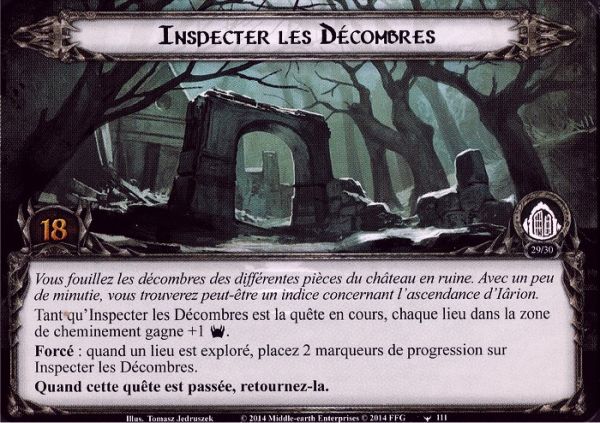 Inspecter les Décombres
18
29/30
Vous fouillez les décombres des différentes pièces du château en ruine. Avec un peu
de minutie, vous trouverez peut-être un indice concernant l'ascendance d'Iârion.
Tant qu'Inspecter les Décombres est la quête en cours, chaque lieu dans la zone
de cheminement gagne +1.
Forcé : quand un lieu est exploré, placez 2 marqueurs de progression sur
Inspecter les Décombres.
Quand cette quête est passée, retournez-la.
Illus. Tomasz Jedruszek © 2014 Middle-earth Enterprises © 2014 FFG 111